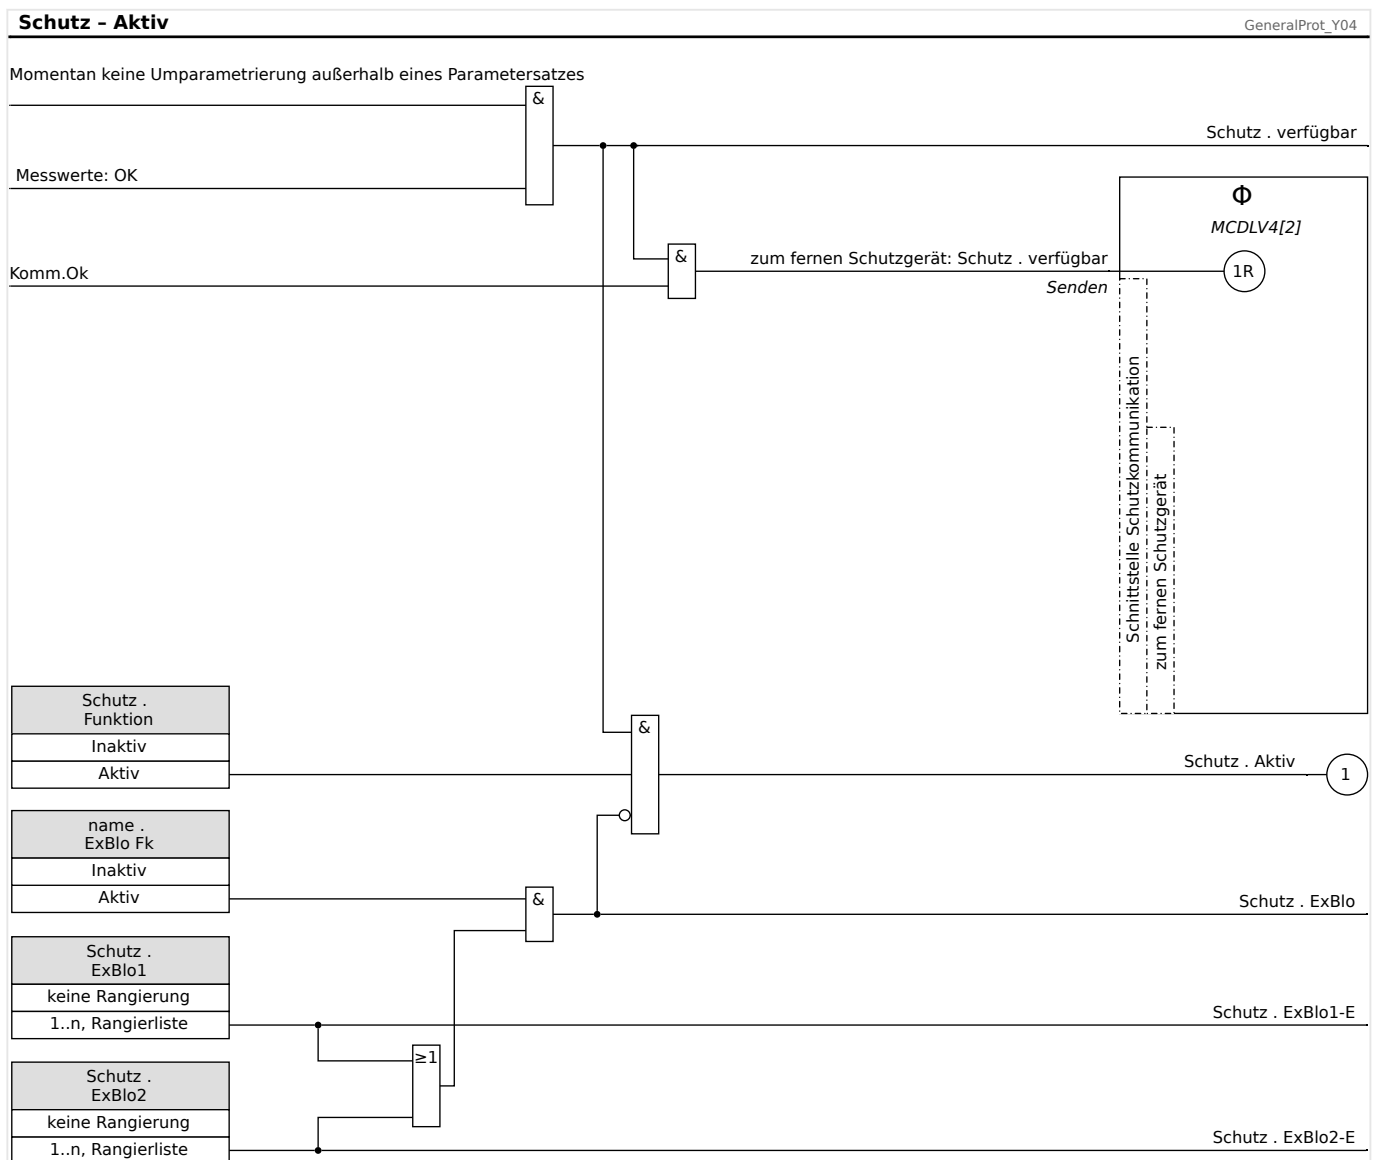 Schutz – Aktiv
GeneralProt_Y04
Momentan keine Umparametrierung außerhalb eines Parametersatzes
&
Schutz . verfügbar
Messwerte: OK
Φ
MCDLV4[2]
&
zum fernen Schutzgerät: Schutz . verfügbar
1R
Komm.Ok
Senden
Schnittstelle Schutzkommunikation
zum fernen Schutzgerät
Schutz .
Funktion
Inaktiv
Aktiv
&
Schutz . Aktiv
1
name .
ExBlo Fk
Inaktiv
Aktiv
&
Schutz . ExBlo
Schutz .
ExBlo1
keine Rangierung
1..n, Rangierliste
Schutz . ExBlo1-E
≥1
Schutz .
ExBlo2
keine Rangierung
1..n, Rangierliste
Schutz . ExBlo2-E